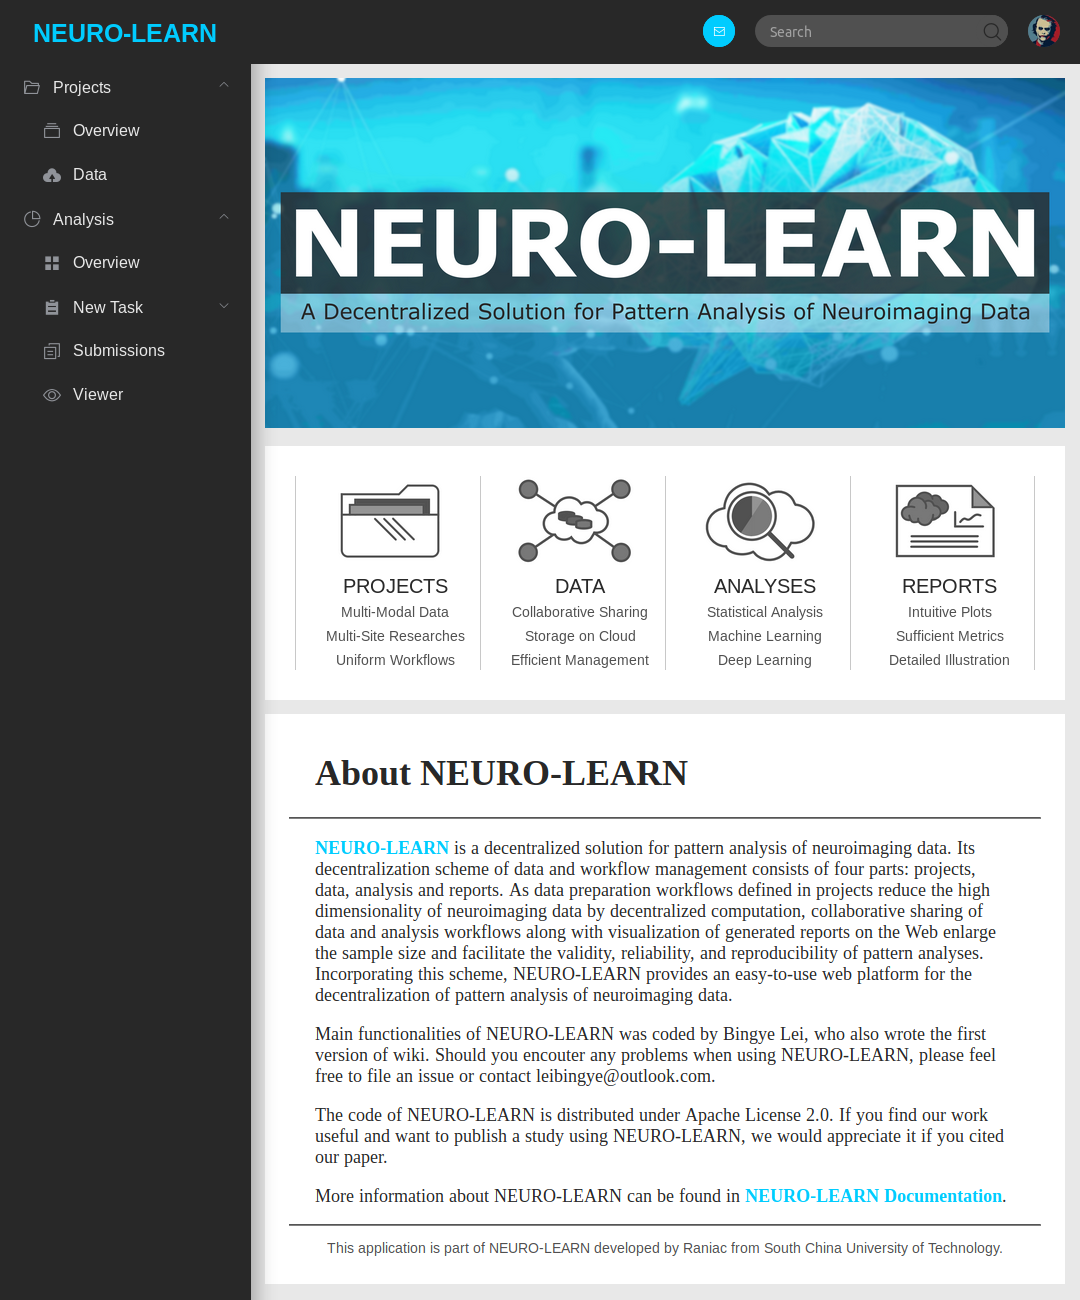 NEURO-LEARN
Search
Projects
Overview
Data
Analysis
Overview
New Task
Submissions
Viewer
NEURO-LEARN
A Decentralized Solution for Pattern Analysis of Neuroimaging Data
PROJECTS
Multi-Modal Data
Multi-Site Researches
Uniform Workflows
DATA
Collaborative Sharing
Storage on Cloud
Efficient Management
ANALYSES
Statistical Analysis
Machine Learning
Deep Learning
REPORTS
Intuitive Plots
Sufficient Metrics
Detailed Illustration
About NEURO-LEARN
NEURO-LEARN is a decentralized solution for pattern analysis of neuroimaging data. Its
decentralization scheme of data and workflow management consists of four parts: projects,
data, analysis and reports. As data preparation workflows defined in projects reduce the high
dimensionality of neuroimaging data by decentralized computation, collaborative sharing of
data and analysis workflows along with visualization of generated reports on the Web enlarge
the sample size and facilitate the validity, reliability, and reproducibility of pattern analyses.
Incorporating this scheme, NEURO-LEARN provides an easy-to-use web platform for the
decentralization of pattern analysis of neuroimaging data.
Main functionalities of NEURO-LEARN was coded by Bingye Lei, who also wrote the first
version of wiki. Should you encouter any problems when using NEURO-LEARN, please feel
free to file an issue or contact leibingye@outlook.com.
The code of NEURO-LEARN is distributed under Apache License 2.0. If you find our work
useful and want to publish a study using NEURO-LEARN, we would appreciate it if you cited
our paper.
More information about NEURO-LEARN can be found in NEURO-LEARN Documentation.
This application is part of NEURO-LEARN developed by Raniac from South China University of Technology.